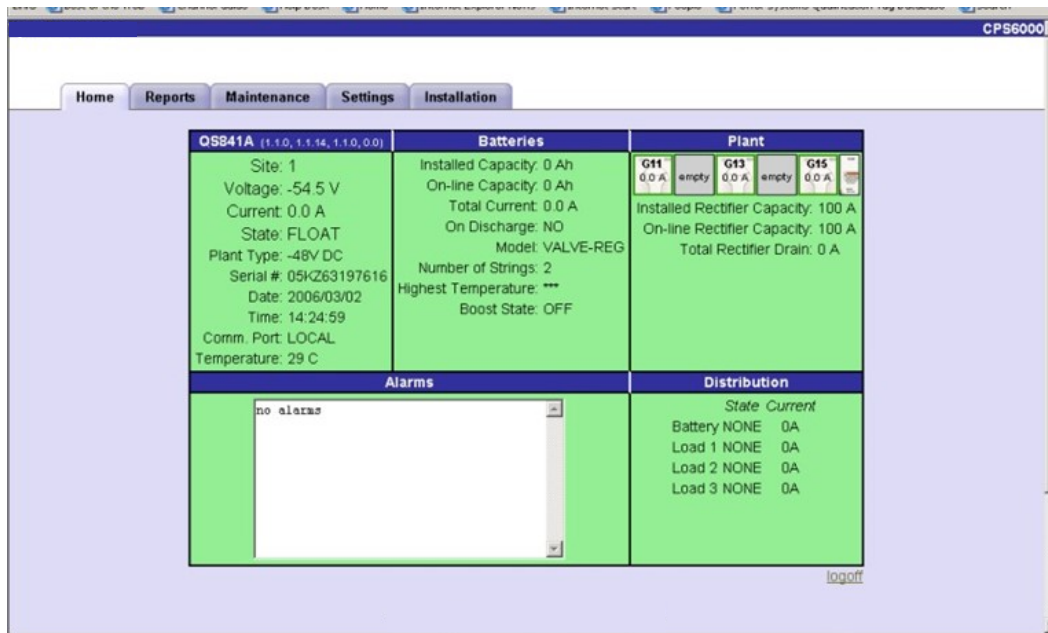 CPS6000
Home Reports Maintenance Settings Installation
QS841A (1.1.0, 1.1.14, 1.1.0, 0.0)
Site: 1
Voltage: -54.5 V
Current: 0.0 A
State: FLOAT
Plant Type: -48V DC
Serial #: 05KZ63197616
Date: 2006/03/02
Time: 14:24:59
Comm. Port: LOCAL
Temperature: 29 C
Batteries
Installed Capacity: 0 Ah
On-line Capacity: 0 Ah
Total Current: 0.0 A
On Discharge: NO
Model: VALVE-REG
Number of Strings: 2
Highest Temperature: ***
Boost State: OFF
Plant
G11 0.0 A
empty
G13 0.0 A
empty
G15 0.0 A
Installed Rectifier Capacity: 100 A
On-line Rectifier Capacity: 100 A
Total Rectifier Drain: 0 A
Alarms
no alarms
Distribution
State Current
Battery NONE 0A
Load 1 NONE 0A
Load 2 NONE 0A
Load 3 NONE 0A
logoff